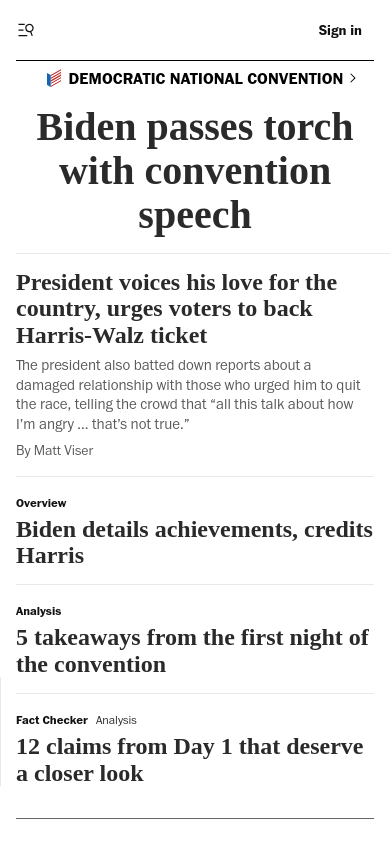 Sign in
DEMOCRATIC NATIONAL CONVENTION
Biden passes torch
with convention
speech
President voices his love for the
country, urges voters to back
Harris-Walz ticket
The president also batted down reports about a
damaged relationship with those who urged him to quit
the race, telling the crowd that “all this talk about how
I’m angry ... that’s not true.”
By Matt Viser
Overview
Biden details achievements, credits
Harris
Analysis
5 takeaways from the first night of
the convention
Fact Checker Analysis
12 claims from Day 1 that deserve
a closer look